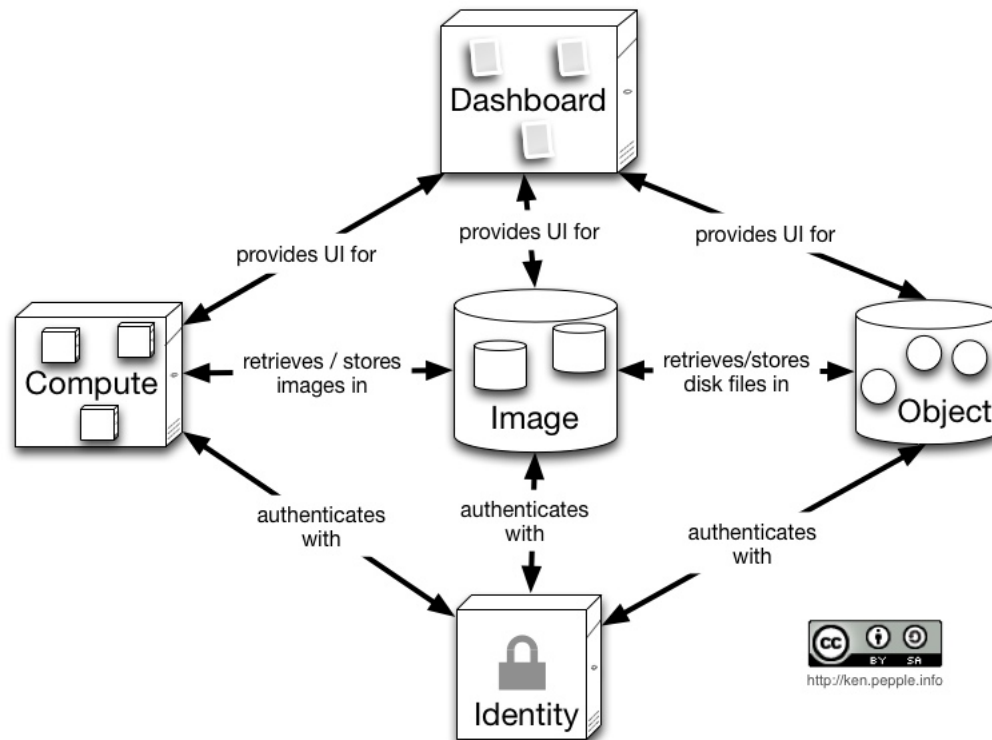 Dashboard
provides UI for
provides UI for
provides UI for
Compute
retrieves / stores
images in
Image
retrieves/stores
disk files in
Object
authenticates
with
authenticates
with
authenticates
with
Identity
cc
BY SA
http://ken.pepple.info